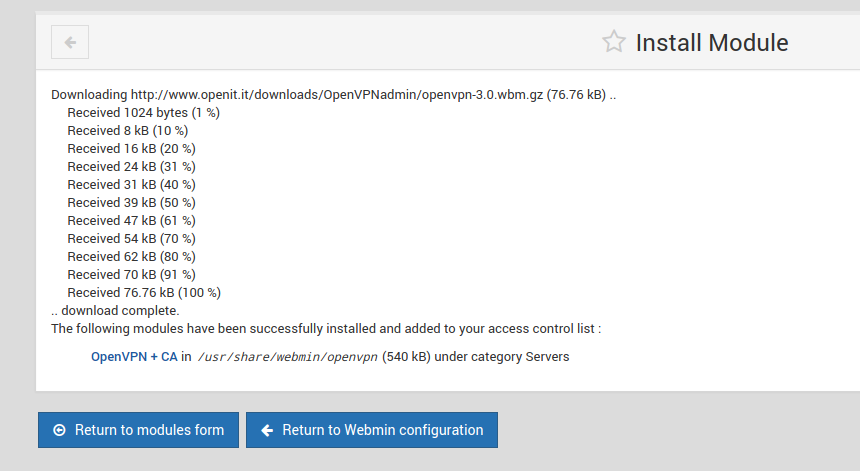 Install Module
Downloading http://www.openit.it/downloads/OpenVPNadmin/openvpn-3.0.wbm.gz (76.76 kB) ..
Received 1024 bytes (1 %)
Received 8 kB (10 %)
Received 16 kB (20 %)
Received 24 kB (31 %)
Received 31 kB (40 %)
Received 39 kB (50 %)
Received 47 kB (61 %)
Received 54 kB (70 %)
Received 62 kB (80 %)
Received 70 kB (91 %)
Received 76.76 kB (100 %)
.. download complete.
The following modules have been successfully installed and added to your access control list :
OpenVPN + CA in /usr/share/webmin/openvpn (540 kB) under category Servers
Return to modules form
Return to Webmin configuration